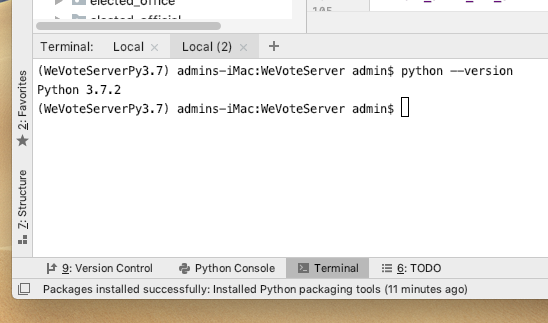 elected_office
elected_official
105
Terminal: Local × Local (2) × +
(WeVoteServerPy3.7) admins-iMac:WeVoteServer admin$ python --version
Python 3.7.2
(WeVoteServerPy3.7) admins-iMac:WeVoteServer admin$
2: Favorites
7: Structure
9: Version Control Python Console Terminal 6: TODO
Packages installed successfully: Installed Python packaging tools (11 minutes ago)